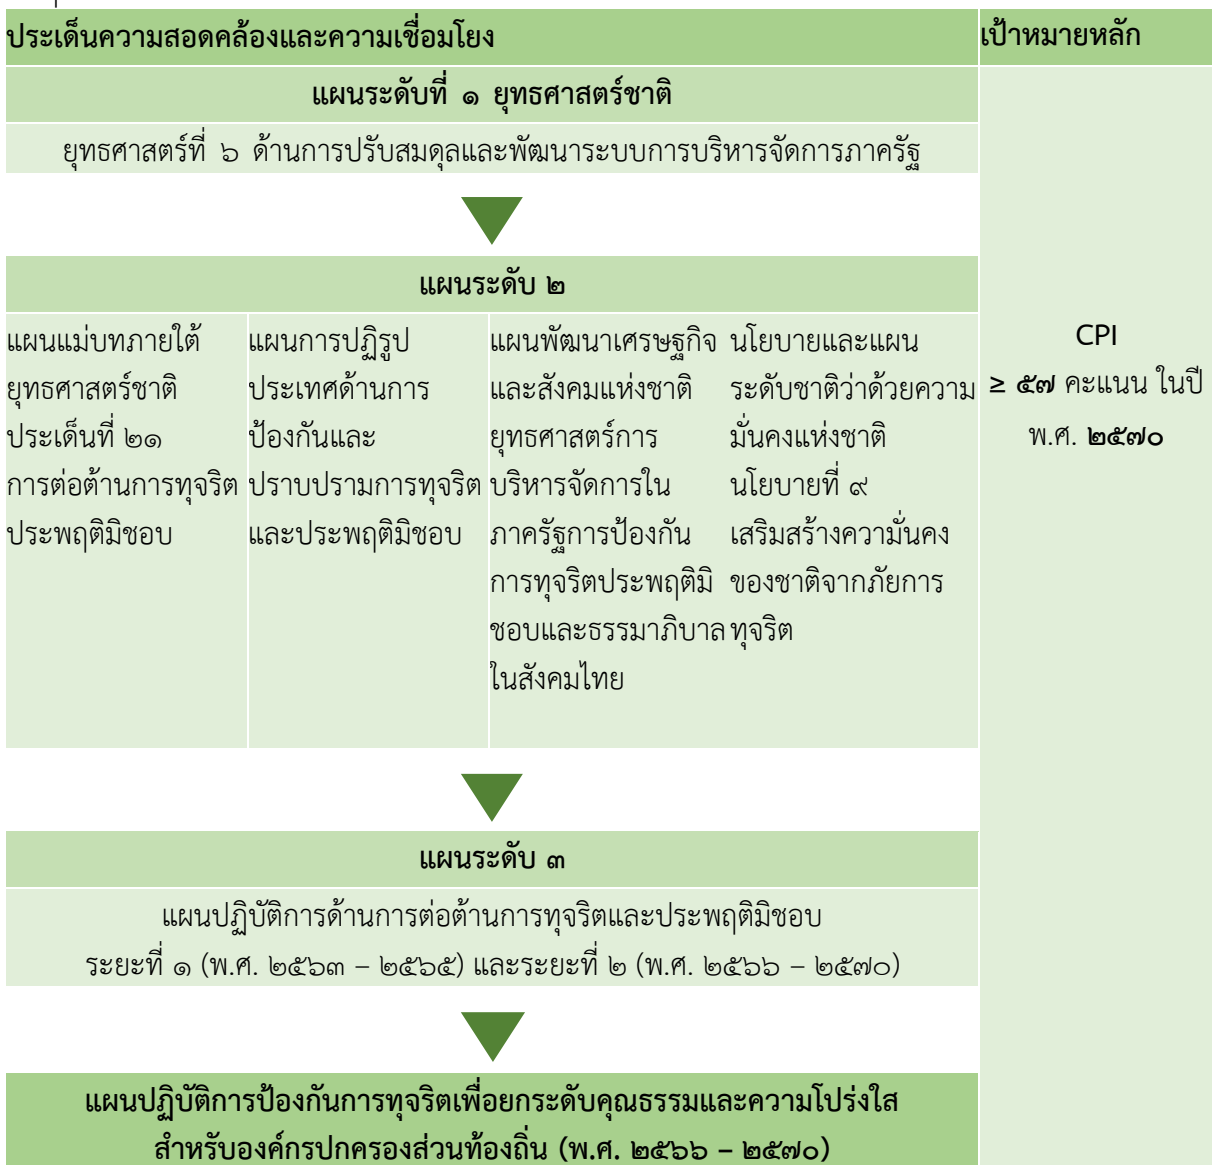 ประเด็นความสอดคล้องและความเชื่อมโยง
เป้าหมายหลัก
แผนระดับที่ ๑ ยุทธศาสตร์ชาติ
ยุทธศาสตร์ที่ ๖ ด้านการปรับสมดุลและพัฒนาระบบการบริหารจัดการภาครัฐ
แผนระดับ ๒
แผนแม่บทภายใต้
ยุทธศาสตร์ชาติ
ประเด็นที่ ๒๑
การต่อต้านการทุจริต
ประพฤติมิชอบ
แผนการปฏิรูป
ประเทศด้านการ
ป้องกันและ
ปราบปรามการทุจริต
และประพฤติมิชอบ
แผนพัฒนาเศรษฐกิจ
และสังคมแห่งชาติ
ยุทธศาสตร์การ
บริหารจัดการใน
ภาครัฐการป้องกัน
การทุจริตประพฤติมิ
ชอบและธรรมาภิบาล
ในสังคมไทย
นโยบายและแผน
ระดับชาติว่าด้วยความ
มั่นคงแห่งชาติ
นโยบายที่ ๙
เสริมสร้างความั่นคง
ของชาติจากภัยการ
ทุจริต
CPI
≥ ๕๗ คะแนน ในปี
พ.ศ. ๒๕๗๐
แผนระดับ ๓
แผนปฏิบัติการด้านการต่อต้านการทุจริตและประพฤติมิชอบ
ระยะที่ ๑ (พ.ศ. ๒๕๖๓ – ๒๕๖๕) และระยะที่ ๒ (พ.ศ. ๒๕๖๖ – ๒๕๗๐)
แผนปฏิบัติการป้องกันการทุจริตเพื่อยกระดับคุณธรรมและความโปร่งใส
สำหรับองค์กรปกครองส่วนท้องถิ่น (พ.ศ. ๒๕๖๖ – ๒๕๗๐)